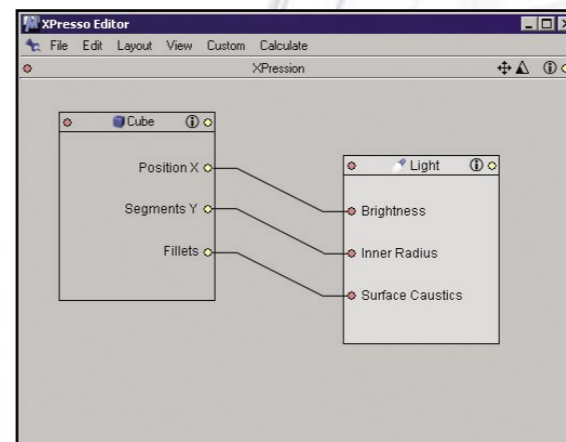 XPresso Editor
File Edit Layout View Custom Calculate
XPression
Cube
Position X
Segments Y
Fillets
Light
Brightness
Inner Radius
Surface Caustics